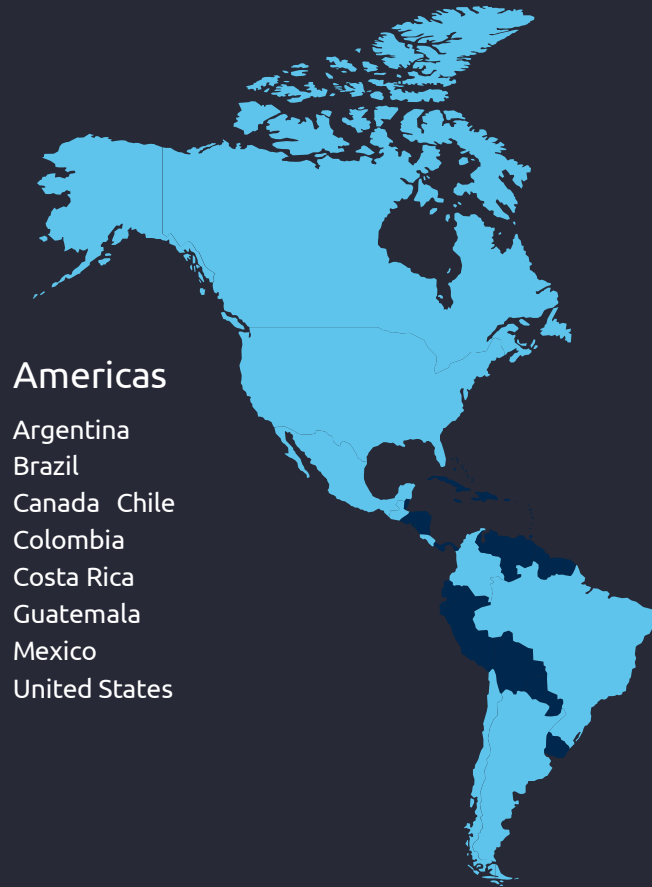 Americas
Argentina
Brazil
Canada Chile
Colombia
Costa Rica
Guatemala
Mexico
United States